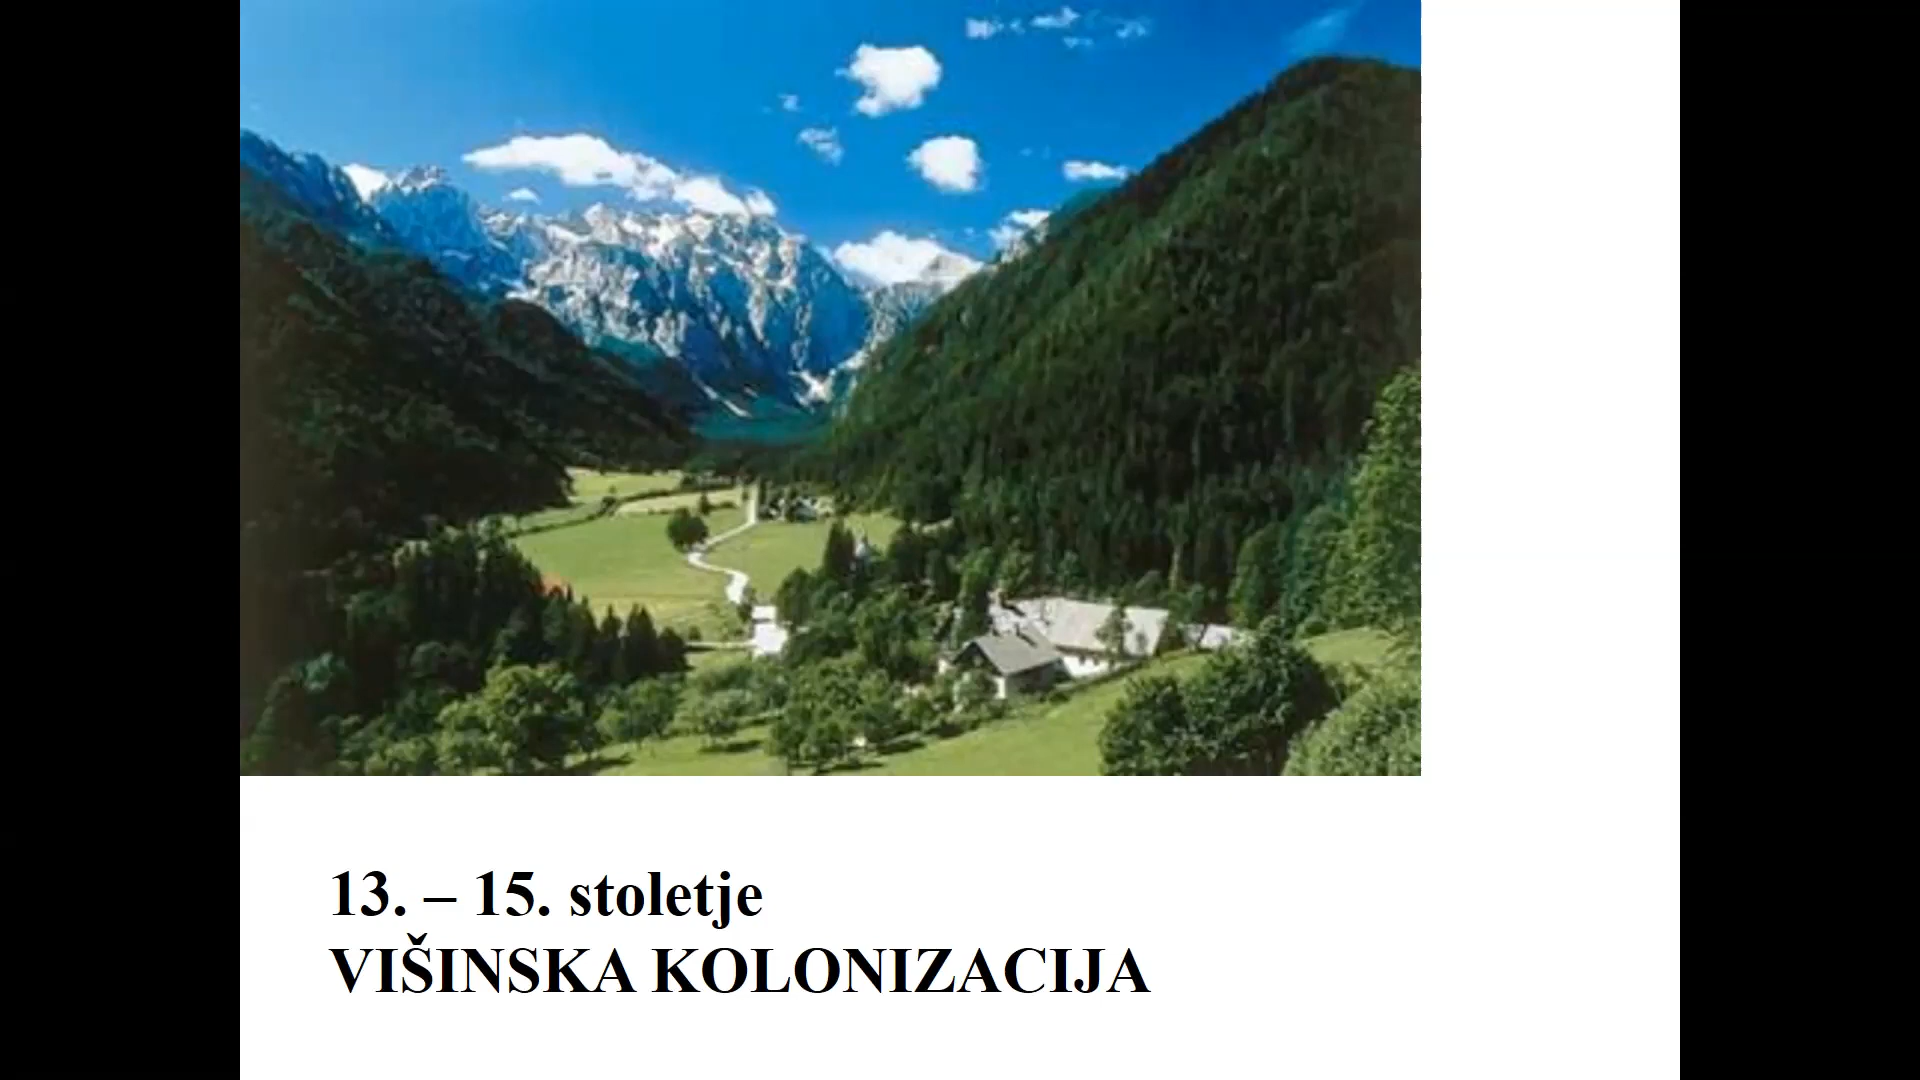 13. – 15. stoletje
VIŠINSKA KOLONIZACIJA